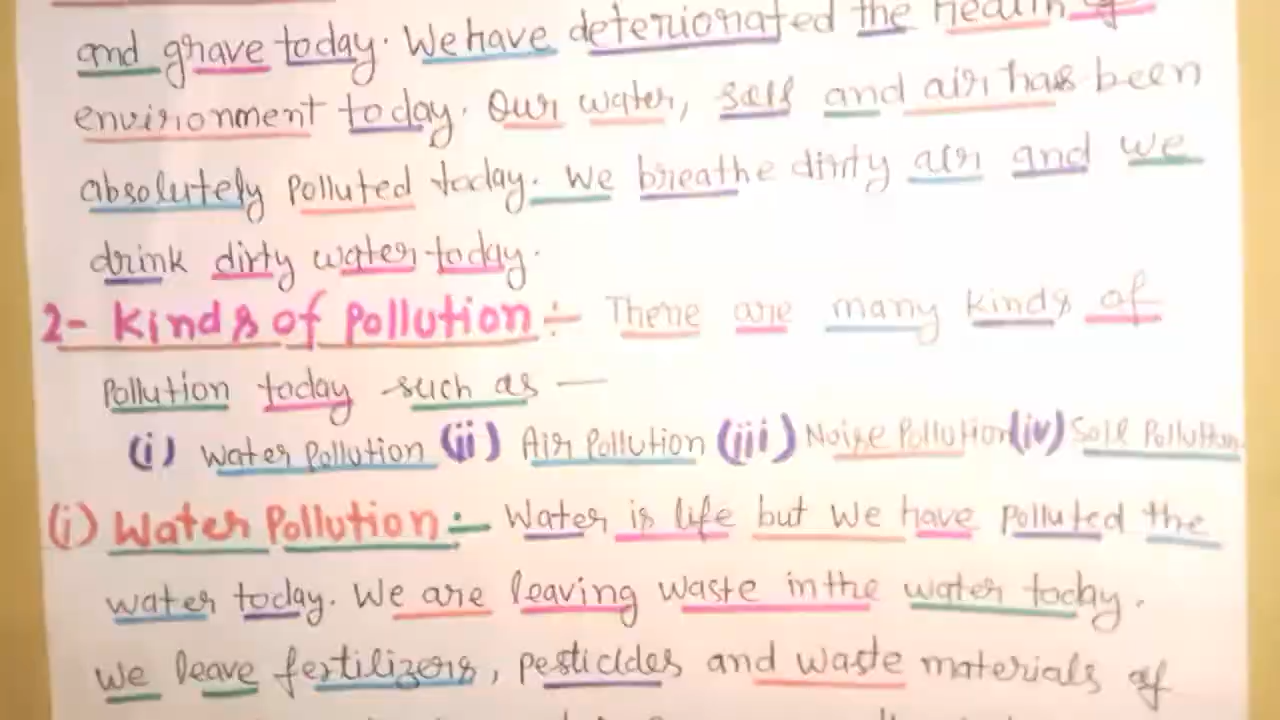 and grave today. We have deteriorated the health of
environment today. Our water, soil and air has been
absolutely polluted today. We breathe dirty air and we
drink dirty water today.
2- Kinds of Pollution :- There are many kinds of
Pollution today such as —
(i) Water Pollution (ii) Air Pollution (iii) Noise Pollution (iv) Soil Pollution
(i) Water Pollution :- Water is life but we have polluted the
water today. We are leaving waste in the water today.
We leave fertilizers, pesticides and waste materials of